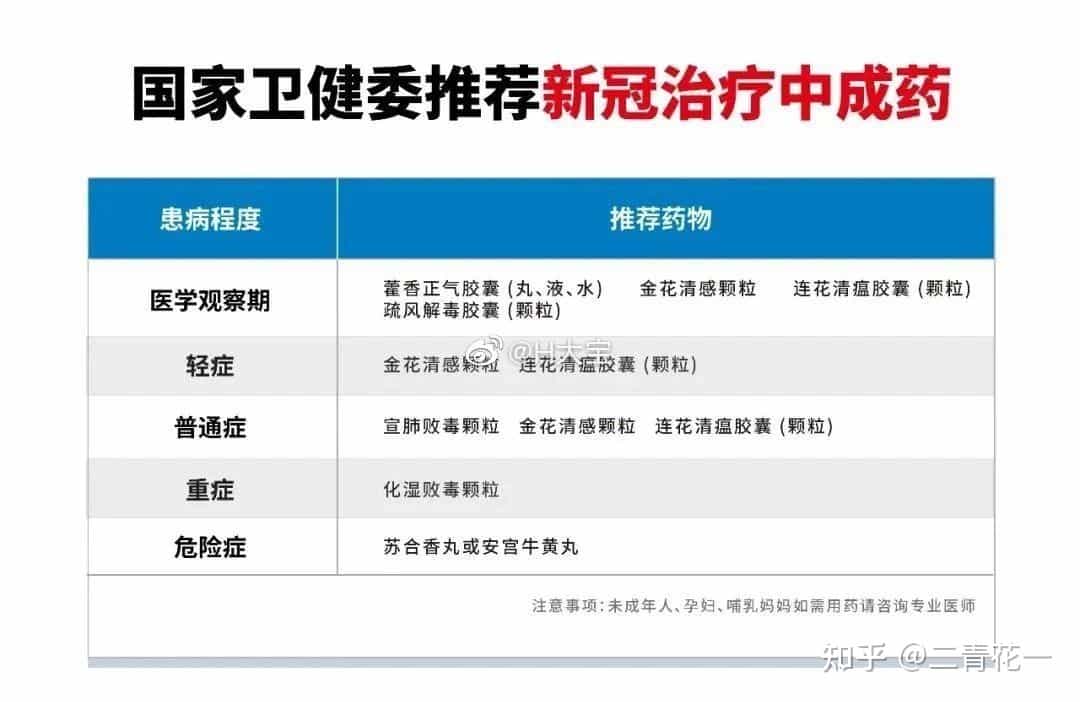 国家卫健委推荐新冠治疗中成药
患病程度 推荐药物
医学观察期 藿香正气胶囊 (丸、液、水) 金花清感颗粒 连花清瘟胶囊 (颗粒)
疏风解毒胶囊 (颗粒)
@H大宝
轻症 金花清感颗粒 连花清瘟胶囊 (颗粒)
普通症 宣肺败毒颗粒 金花清感颗粒 连花清瘟胶囊 (颗粒)
重症 化湿败毒颗粒
危险症 苏合香丸或安宫牛黄丸
注意事项:未成年人、孕妇、哺乳妈妈如需用药请咨询专业医师
知乎 @二青花一